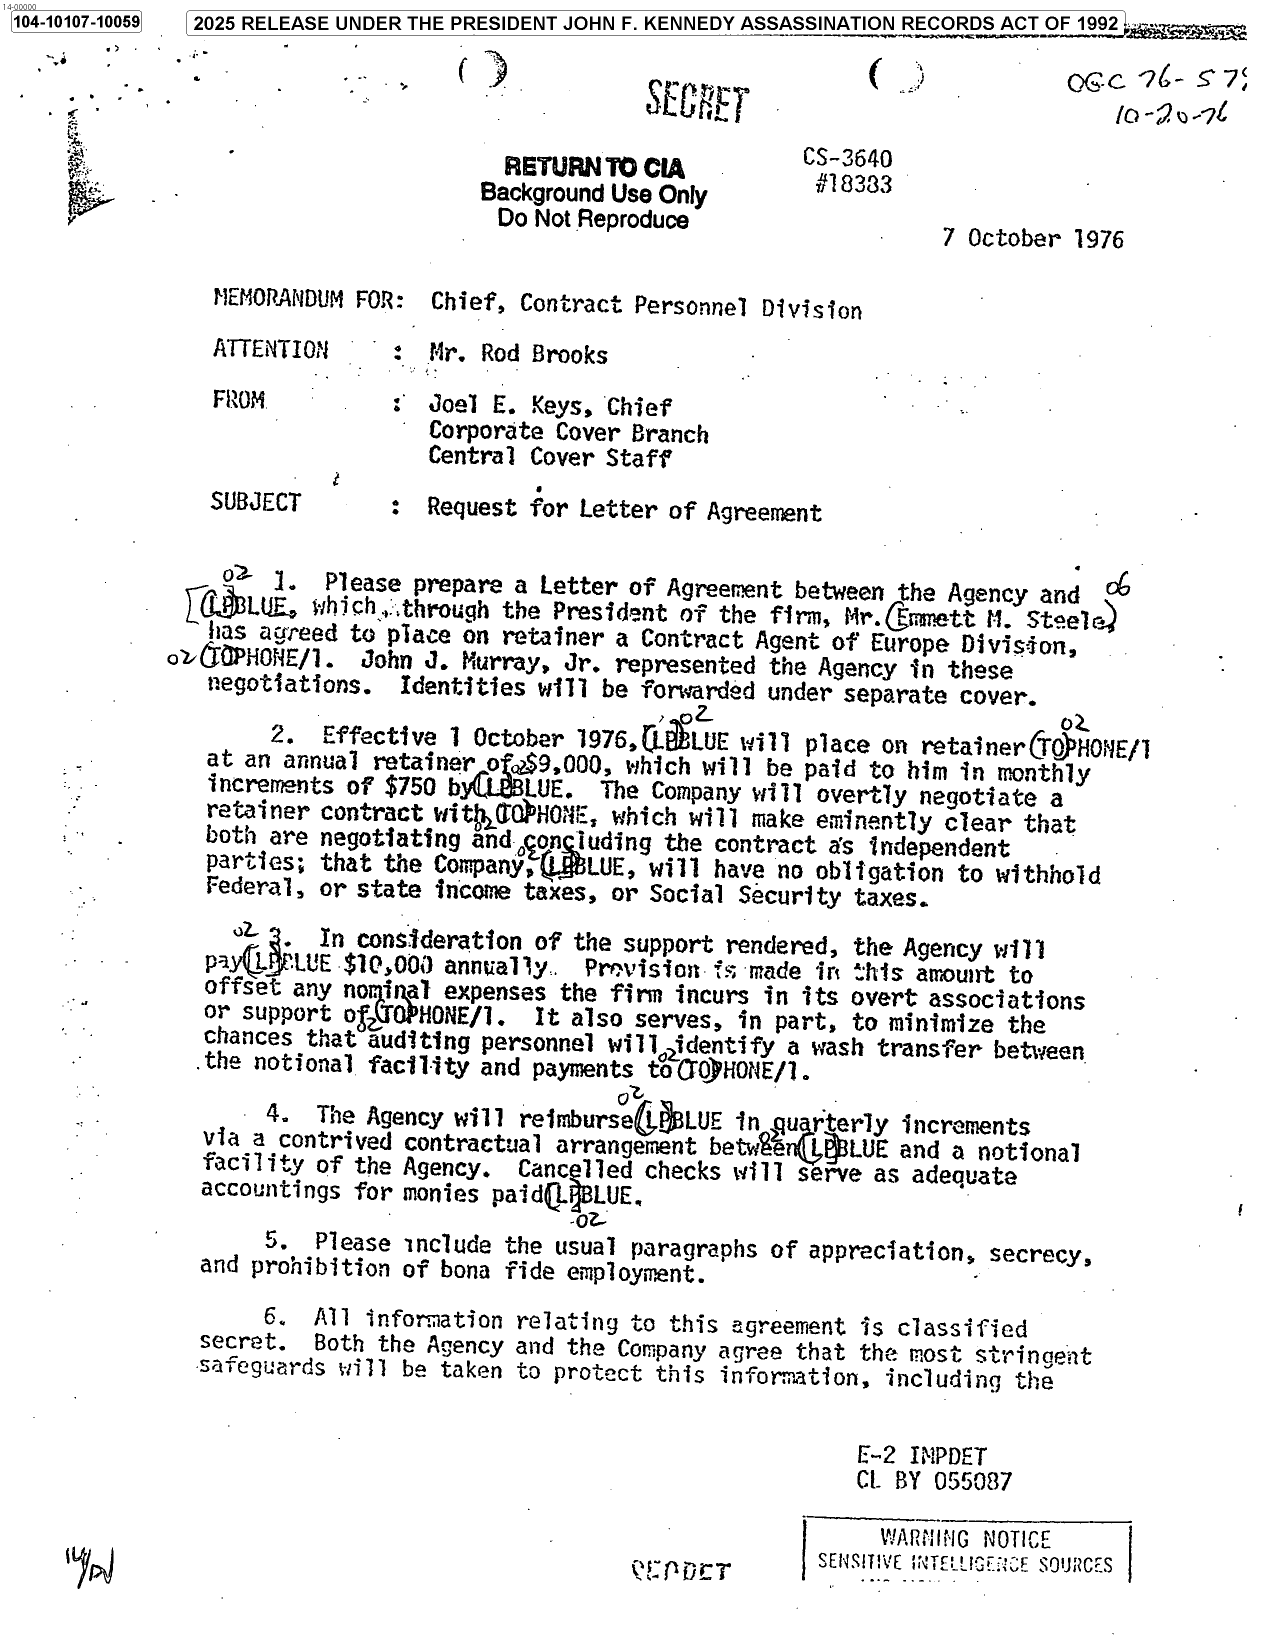 14-00000
104-10107-10059
2025 RELEASE UNDER THE PRESIDENT JOHN F. KENNEDY ASSASSINATION RECORDS ACT OF 1992
OGC 76-57
10-20-76
SECRET
RETURN TO CIA
Background Use Only
Do Not Reproduce
CS-3640
#18383
7 October 1976
MEMORANDUM FOR: Chief, Contract Personnel Division
ATTENTION : Mr. Rod Brooks
FROM : Joel E. Keys, Chief
Corporate Cover Branch
Central Cover Staff
SUBJECT : Request for Letter of Agreement
02 06
1. Please prepare a Letter of Agreement between the Agency and
LPBLUE, which, through the President of the firm, Mr. Emmett M. Steele
has agreed to place on retainer a Contract Agent of Europe Division,
02 TOPHONE/1. John J. Murray, Jr. represented the Agency in these
negotiations. Identities will be forwarded under separate cover.
02 02
2. Effective 1 October 1976, LPBLUE will place on retainer TOPHONE/1
at an annual retainer of $9,000, which will be paid to him in monthly
increments of $750 by LPBLUE. The Company will overtly negotiate a
retainer contract with TOPHONE, which will make eminently clear that
both are negotiating and concluding the contract as independent
parties; that the Company, LPBLUE, will have no obligation to withhold
Federal, or state income taxes, or Social Security taxes.
02
3. In consideration of the support rendered, the Agency will
pay LPBLUE $10,000 annually. Provision is made in this amount to
offset any nominal expenses the firm incurs in its overt associations
or support of TOPHONE/1. It also serves, in part, to minimize the
chances that auditing personnel will identify a wash transfer between
the notional facility and payments to TOPHONE/1.
02
4. The Agency will reimburse LPBLUE in quarterly increments
via a contrived contractual arrangement between LPBLUE and a notional
facility of the Agency. Cancelled checks will serve as adequate
accountings for monies paid LPBLUE.
02
5. Please include the usual paragraphs of appreciation, secrecy,
and prohibition of bona fide employment.
6. All information relating to this agreement is classified
secret. Both the Agency and the Company agree that the most stringent
safeguards will be taken to protect this information, including the
E-2 IMPDET
CL BY 055087
WARNING NOTICE
SENSITIVE INTELLIGENCE SOURCES
SECRET